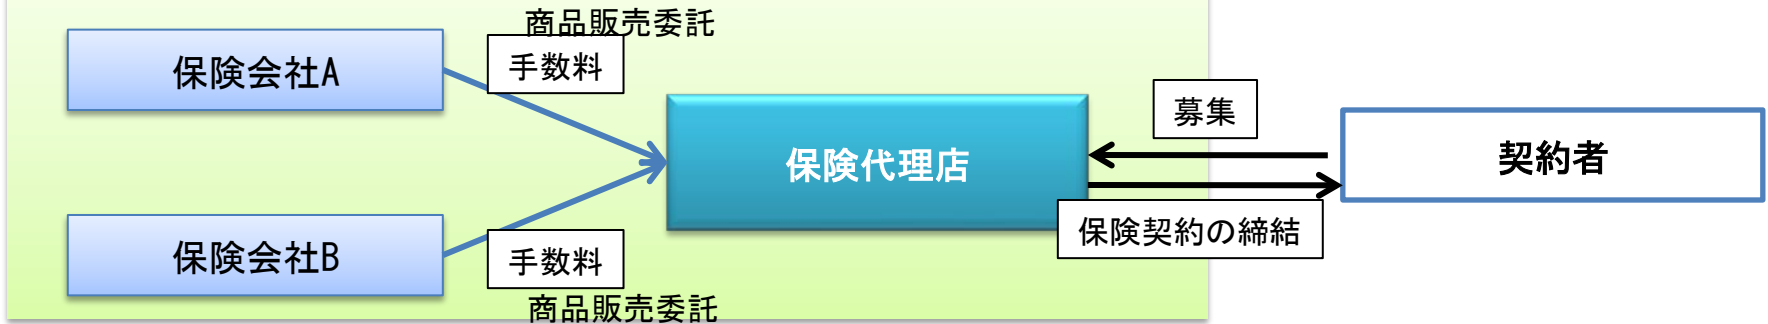 商品販売委託
手数料
保険会社A
募集
保険代理店
契約者
保険契約の締結
保険会社B
手数料
商品販売委託